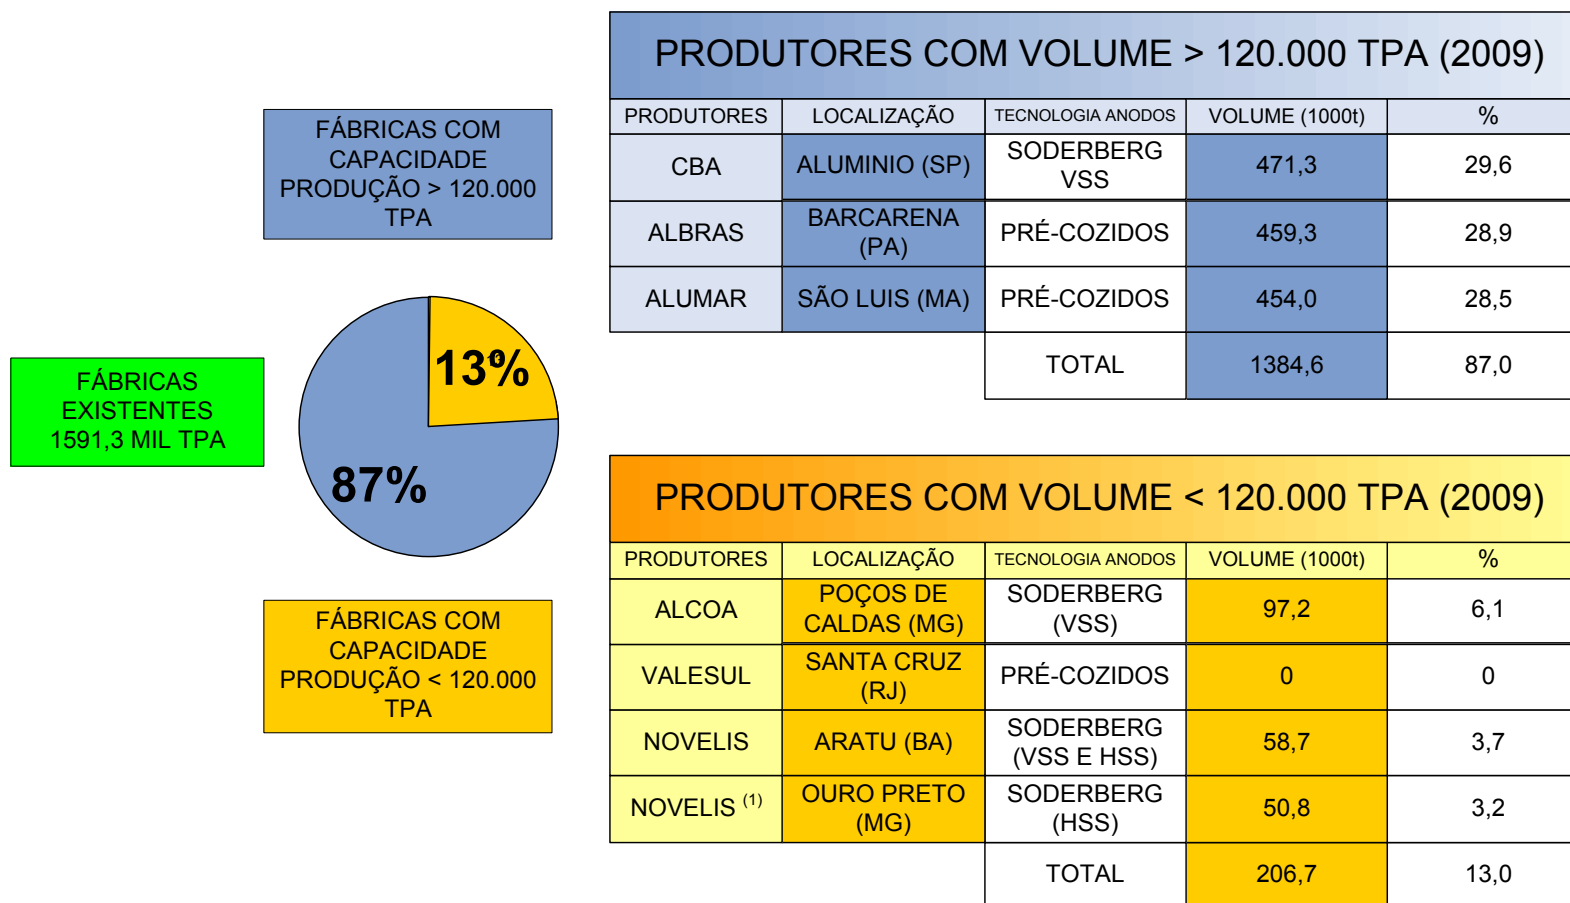 PRODUTORES COM VOLUME > 120.000 TPA (2009)
PRODUTORES LOCALIZAÇÃO TECNOLOGIA ANODOS VOLUME (1000t) %
CBA ALUMINIO (SP) SODERBERG
VSS 471,3 29,6
ALBRAS BARCARENA
(PA) PRÉ-COZIDOS 459,3 28,9
ALUMAR SÃO LUIS (MA) PRÉ-COZIDOS 454,0 28,5
TOTAL 1384,6 87,0
FÁBRICAS COM
CAPACIDADE
PRODUÇÃO > 120.000
TPA
13%
87%
FÁBRICAS
EXISTENTES
1591,3 MIL TPA
FÁBRICAS COM
CAPACIDADE
PRODUÇÃO < 120.000
TPA
PRODUTORES COM VOLUME < 120.000 TPA (2009)
PRODUTORES LOCALIZAÇÃO TECNOLOGIA ANODOS VOLUME (1000t) %
ALCOA POÇOS DE
CALDAS (MG) SODERBERG
(VSS) 97,2 6,1
VALESUL SANTA CRUZ
(RJ) PRÉ-COZIDOS 0 0
NOVELIS ARATU (BA) SODERBERG
(VSS E HSS) 58,7 3,7
NOVELIS (1) OURO PRETO
(MG) SODERBERG
(HSS) 50,8 3,2
TOTAL 206,7 13,0